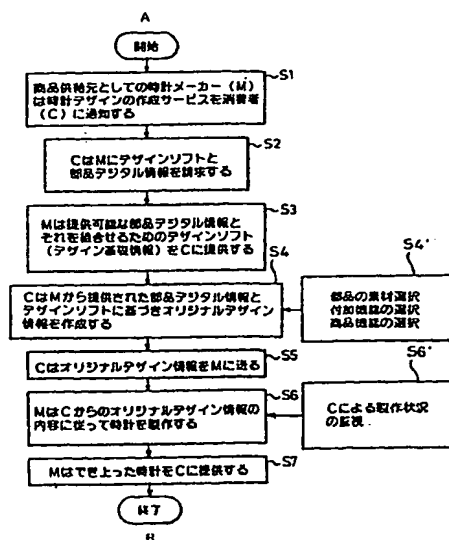 A
開始
S1
商品供給元としての時計メーカー（M）
は時計デザインの作成サービスを消費者
（C）に通知する
S2
CはMにデザインソフトと
部品デジタル情報を請求する
S3
Mは提供可能な部品デジタル情報と
それを組合せるためのデザインソフト
（デザイン基礎情報）をCに提供する
S4
CはMから提供された部品デジタル情報と
デザインソフトに基づきオリジナルデザイン
情報を作成する
S4'
部品の素材選択
付加機能の選択
商品機能の選択
S5
CはオリジナルデザインをMに送る
S6
MはCからのオリジナルデザイン情報の
内容に従って時計を製作する
S6'
Cによる製作状況
の監視
S7
Mはでき上った時計をCに提供する
終了
B